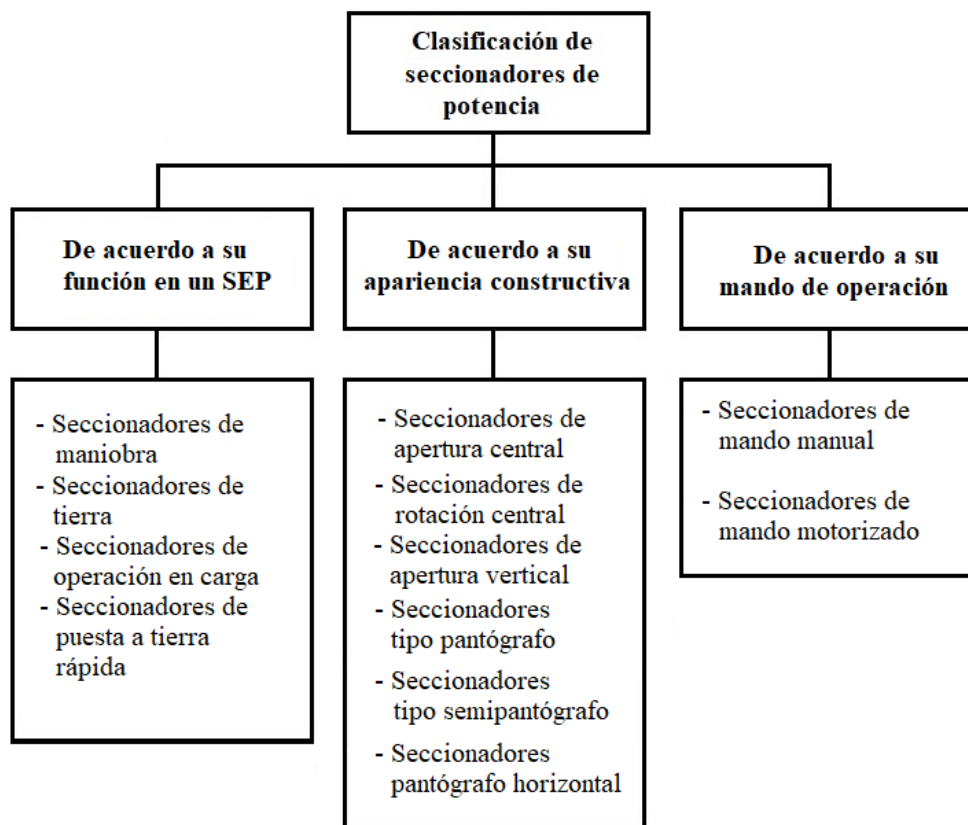 Clasificación de
seccionadores de
potencia
De acuerdo a su
función en un SEP
De acuerdo a su
apariencia constructiva
De acuerdo a su
mando de operación
- Seccionadores de
maniobra
- Seccionadores de
tierra
- Seccionadores de
operación en carga
- Seccionadores de
puesta a tierra
rápida
- Seccionadores de
apertura central
- Seccionadores de
rotación central
- Seccionadores de
apertura vertical
- Seccionadores
tipo pantógrafo
- Seccionadores
tipo semipantógrafo
- Seccionadores
pantógrafo horizontal
- Seccionadores de
mando manual
- Seccionadores de
mando motorizado